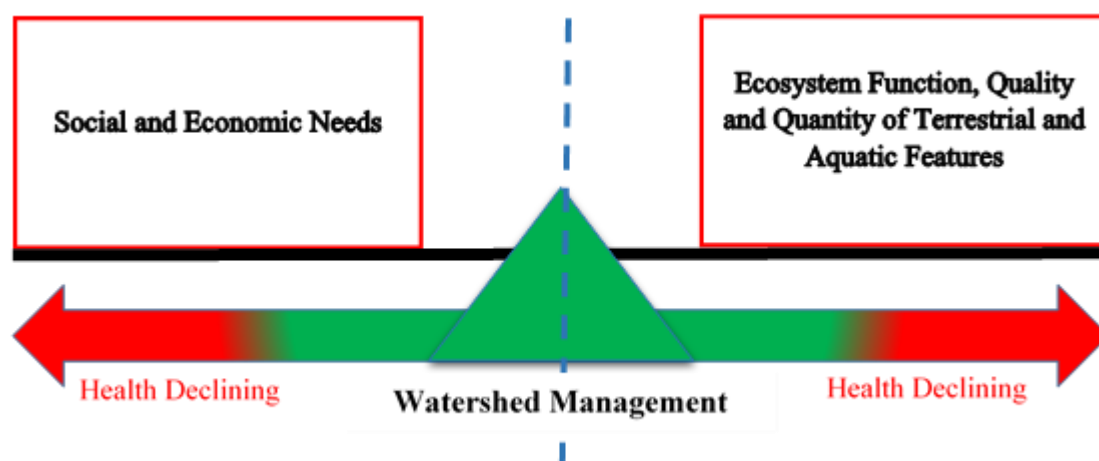 Social and Economic Needs
Ecosystem Function, Quality
and Quantity of Terrestrial and
Aquatic Features
Health Declining
Watershed Management
Health Declining